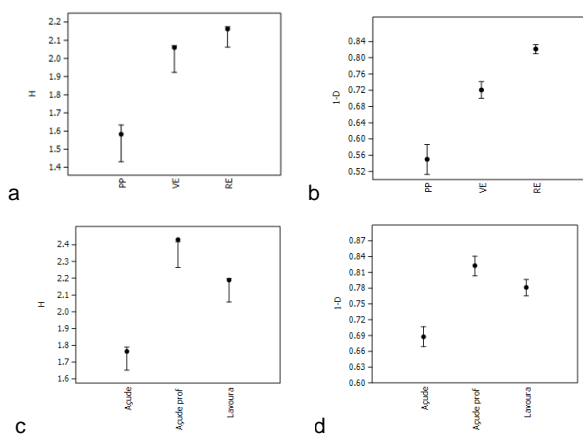 2.2
2.1
2.0
1.9
1.8
1.7
1.6
1.5
1.4
H
PP
VE
RE
a
0.84
0.80
0.76
0.72
0.68
0.64
0.60
0.56
0.52
1-D
PP
VE
RE
b
2.4
2.3
2.2
2.1
2.0
1.9
1.8
1.7
1.6
H
Açude
Açude prof
Lavoura
c
0.87
0.84
0.81
0.78
0.75
0.72
0.69
0.66
0.63
0.60
1-D
Açude
Açude prof
Lavoura
d